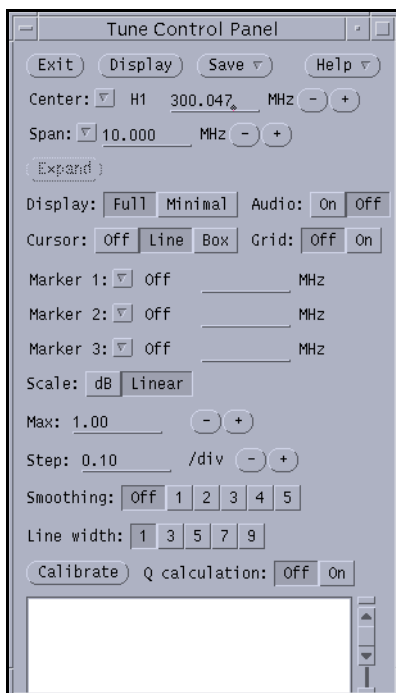 Tune Control Panel
Exit Display Save Help
Center: H1 300.047 MHz - +
Span: 10.000 MHz - +
Expand
Display: Full Minimal Audio: On Off
Cursor: Off Line Box Grid: Off On
Marker 1: Off MHz
Marker 2: Off MHz
Marker 3: Off MHz
Scale: dB Linear
Max: 1.00 - +
Step: 0.10 /div - +
Smoothing: Off 1 2 3 4 5
Line width: 1 3 5 7 9
Calibrate Q calculation: Off On